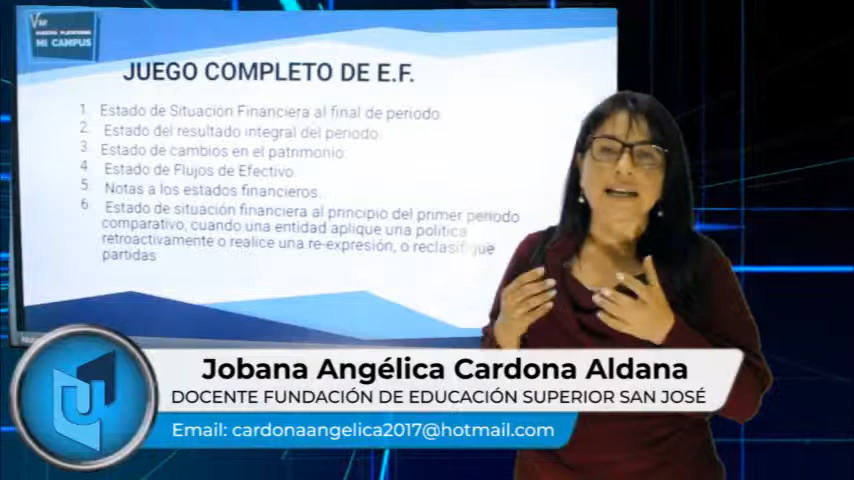 Vive
NUESTRA PLATAFORMA
MI CAMPUS
JUEGO COMPLETO DE E.F.
1. Estado de Situación Financiera al final de periodo
2. Estado del resultado integral del periodo
3. Estado de cambios en el patrimonio.
4. Estado de Flujos de Efectivo.
5. Notas a los estados financieros..
6. Estado de situación financiera al principio del primer periodo
comparativo, cuando una entidad aplique una política
retroactivamente o realice una re-expresión, o reclasifique
partidas
Jobana Angélica Cardona Aldana
DOCENTE FUNDACIÓN DE EDUCACIÓN SUPERIOR SAN JOSÉ
Email: cardonaangelica2017@hotmail.com